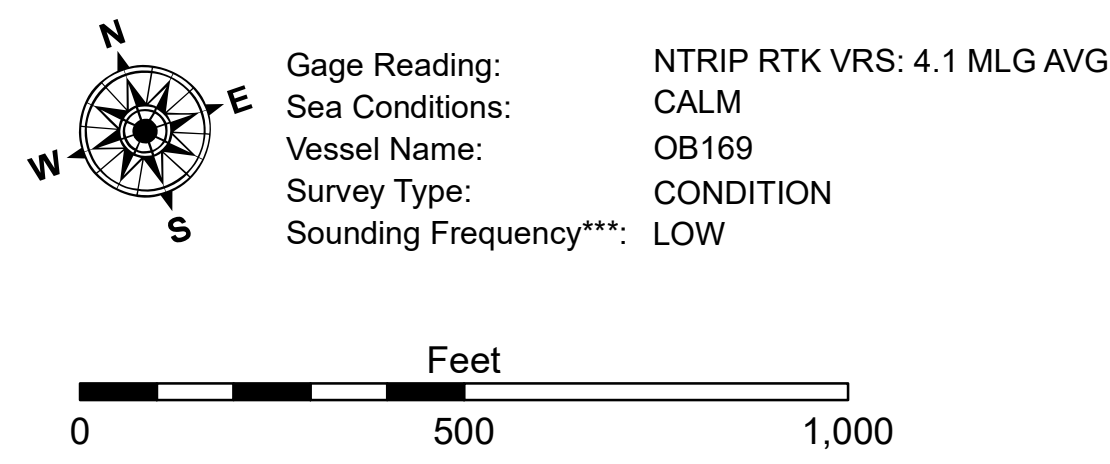 N
E
W
S
Gage Reading: NTRIP RTK VRS: 4.1 MLG AVG
Sea Conditions: CALM
Vessel Name: OB169
Survey Type: CONDITION
Sounding Frequency***: LOW
Feet
0 500 1,000